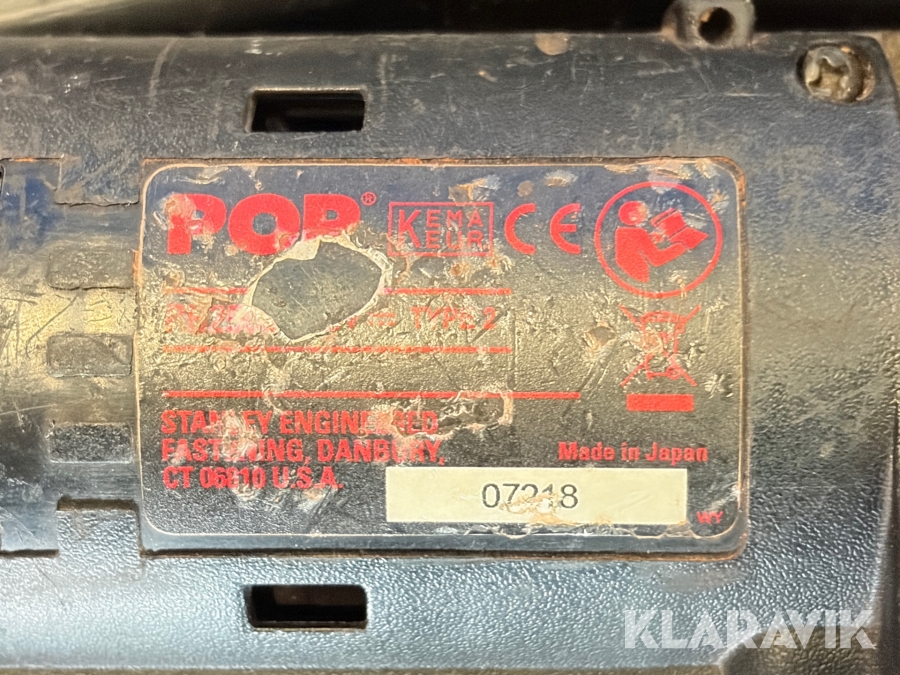 POP®
KEMA KEUR
CE
TYPE 2
STANLEY ENGINEERED
FASTENING, DANBURY,
CT 06810 U.S.A.
Made in Japan
07218
WY
KLARAVIK